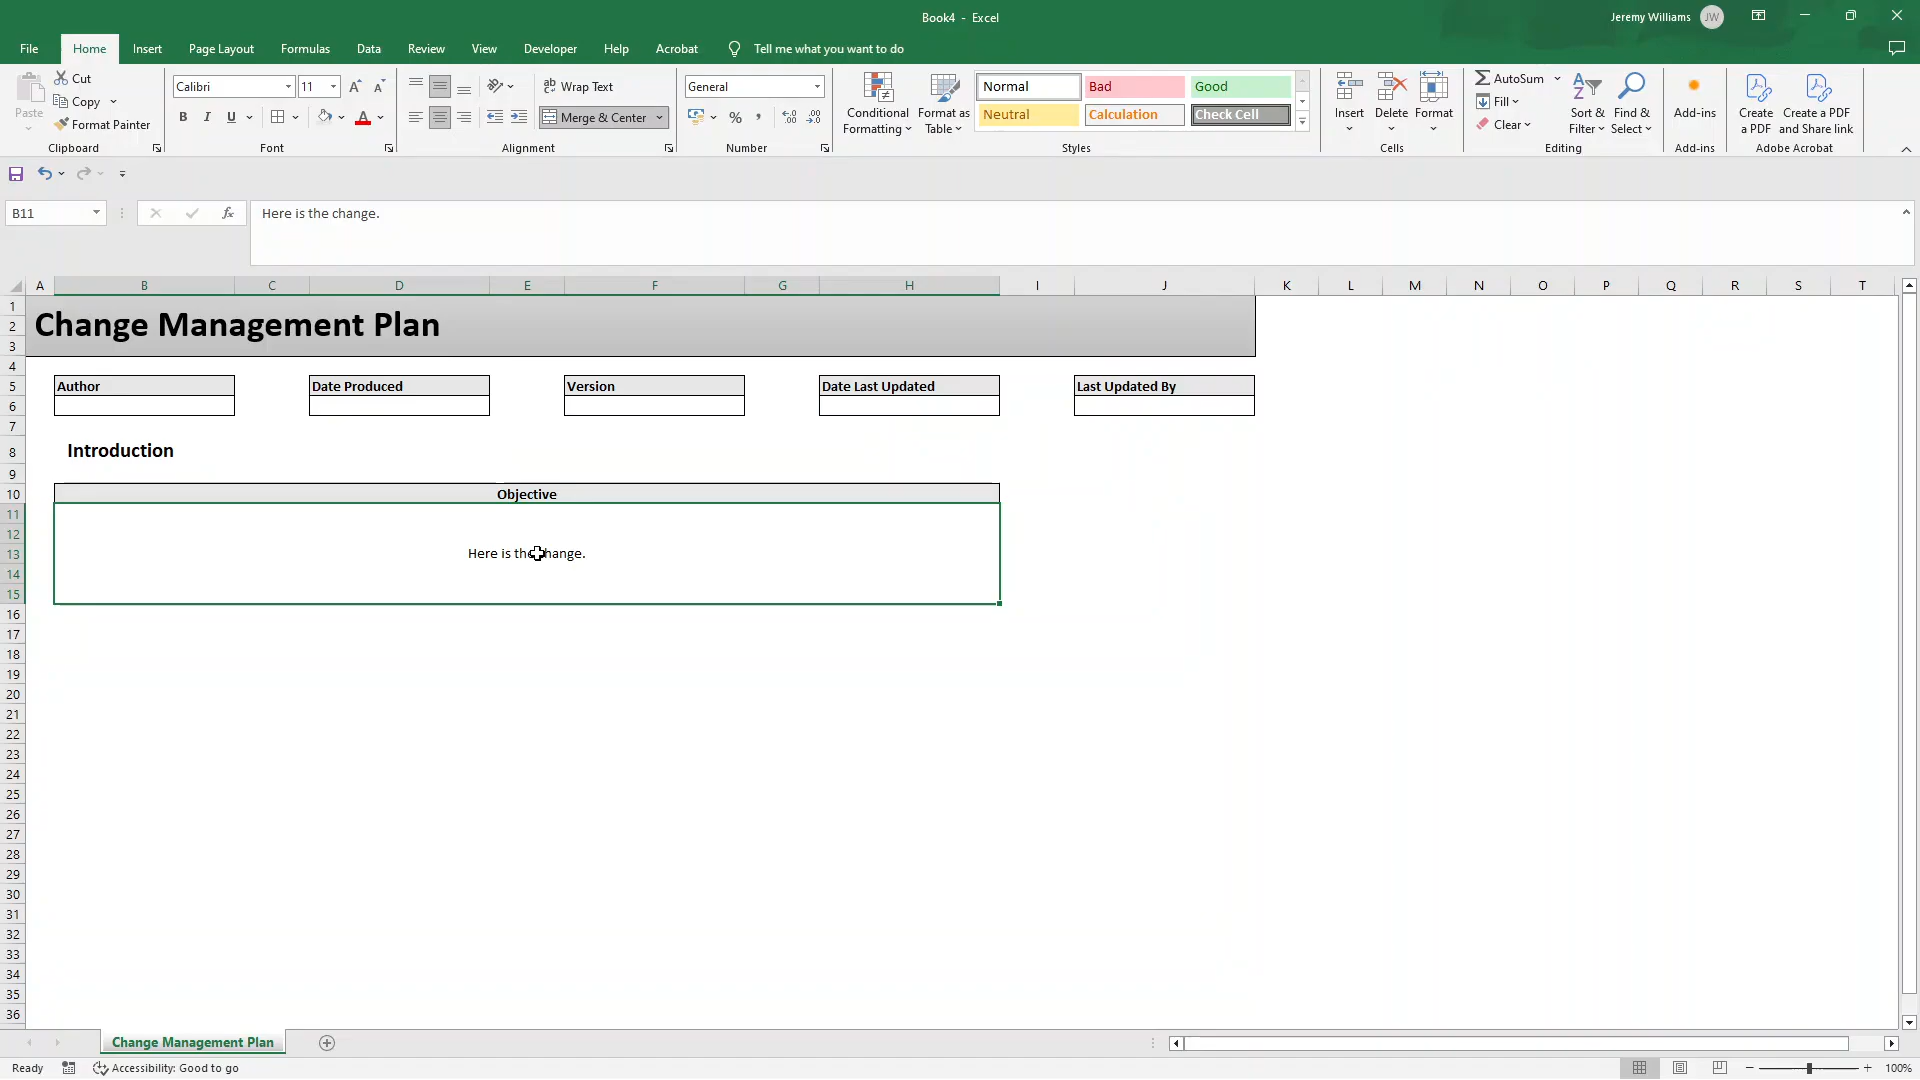 Book4 - Excel
Jeremy Williams JW
File Home Insert Page Layout Formulas Data Review View Developer Help Acrobat Tell me what you want to do
Paste
Cut
Copy
Format Painter
Clipboard
Calibri 11
B I U
Font
Wrap Text
Merge & Center
Alignment
General
Number
Conditional Formatting
Format as Table
Normal Bad Good
Neutral Calculation Check Cell
Styles
Insert Delete Format
Cells
AutoSum
Fill
Clear
Sort & Filter
Find & Select
Editing
Add-ins
Add-ins
Create a PDF
Create a PDF and Share link
Adobe Acrobat
B11 fx Here is the change.
A B C D E F G H I J K L M N O P Q R S T
1
2 Change Management Plan
3
4
5 Author Date Produced Version Date Last Updated Last Updated By
6
7
8 Introduction
9
10 Objective
11
12
13 Here is the change.
14
15
16
17
18
19
20
21
22
23
24
25
26
27
28
29
30
31
32
33
34
35
36
Change Management Plan
Ready Accessibility: Good to go 100%